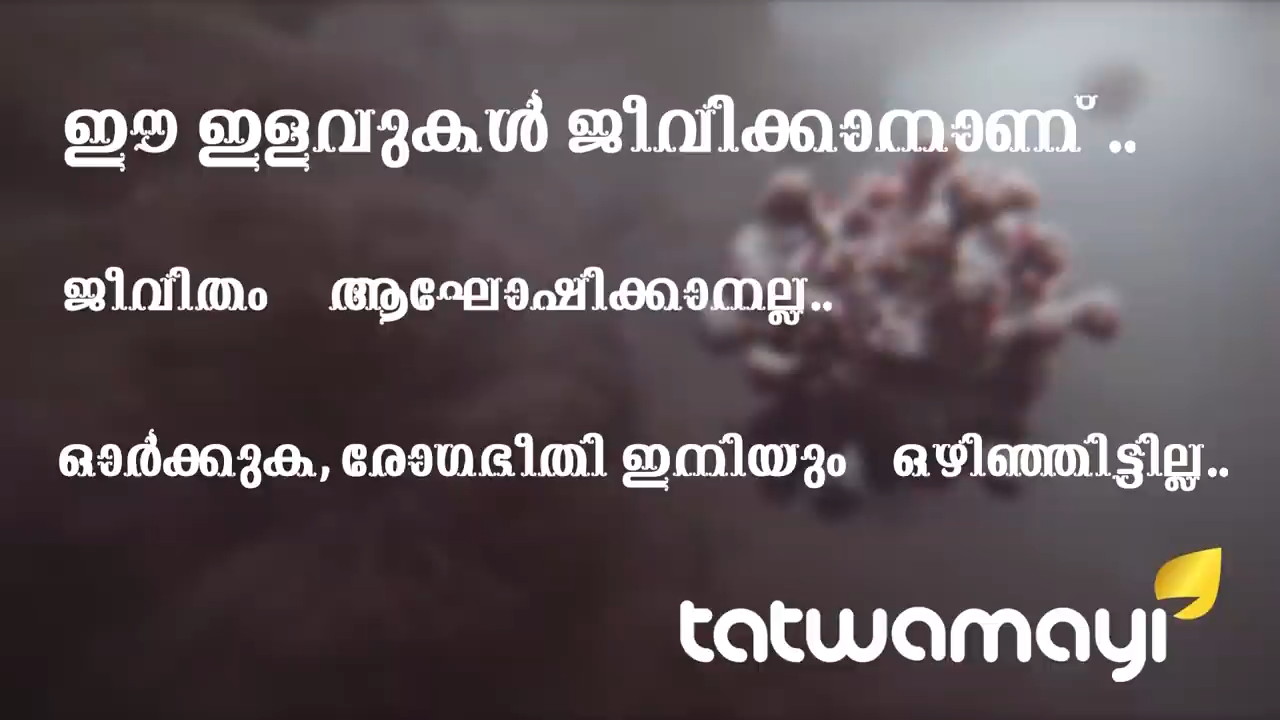 ഈ ഇളവുകൾ ജീവിക്കാനാണ് ..
ജീവിതം ആഘോഷിക്കാനല്ല..
ഓർക്കുക, രോഗഭീതി ഇനിയും ഒഴിഞ്ഞിട്ടില്ല..
tatwamayi